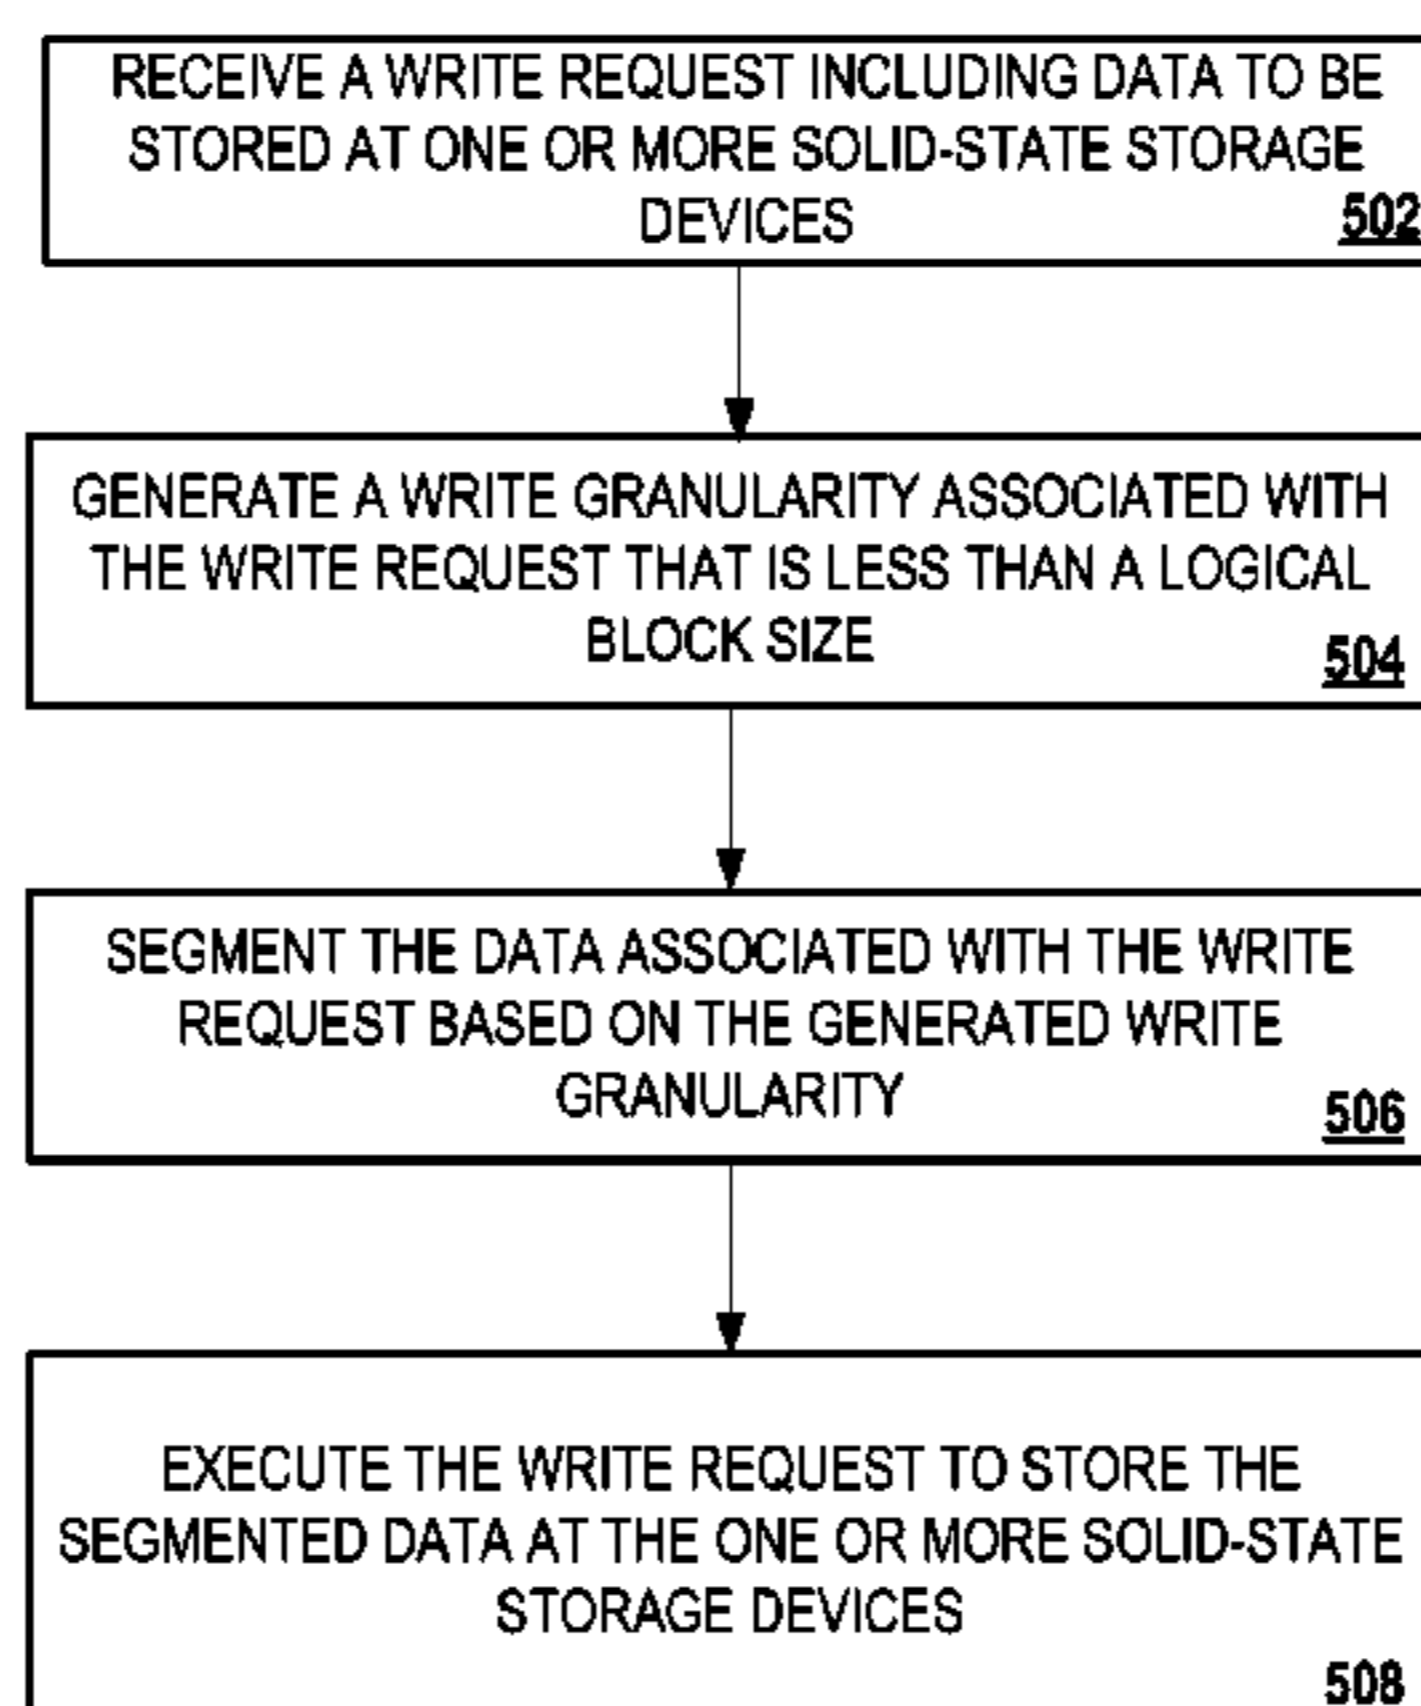 RECEIVE A WRITE REQUEST INCLUDING DATA TO BE
STORED AT ONE OR MORE SOLID-STATE STORAGE
DEVICES
502
GENERATE A WRITE GRANULARITY ASSOCIATED WITH
THE WRITE REQUEST THAT IS LESS THAN A LOGICAL
BLOCK SIZE
504
SEGMENT THE DATA ASSOCIATED WITH THE WRITE
REQUEST BASED ON THE GENERATED WRITE
GRANULARITY
506
EXECUTE THE WRITE REQUEST TO STORE THE
SEGMENTED DATA AT THE ONE OR MORE SOLID-STATE
STORAGE DEVICES
508